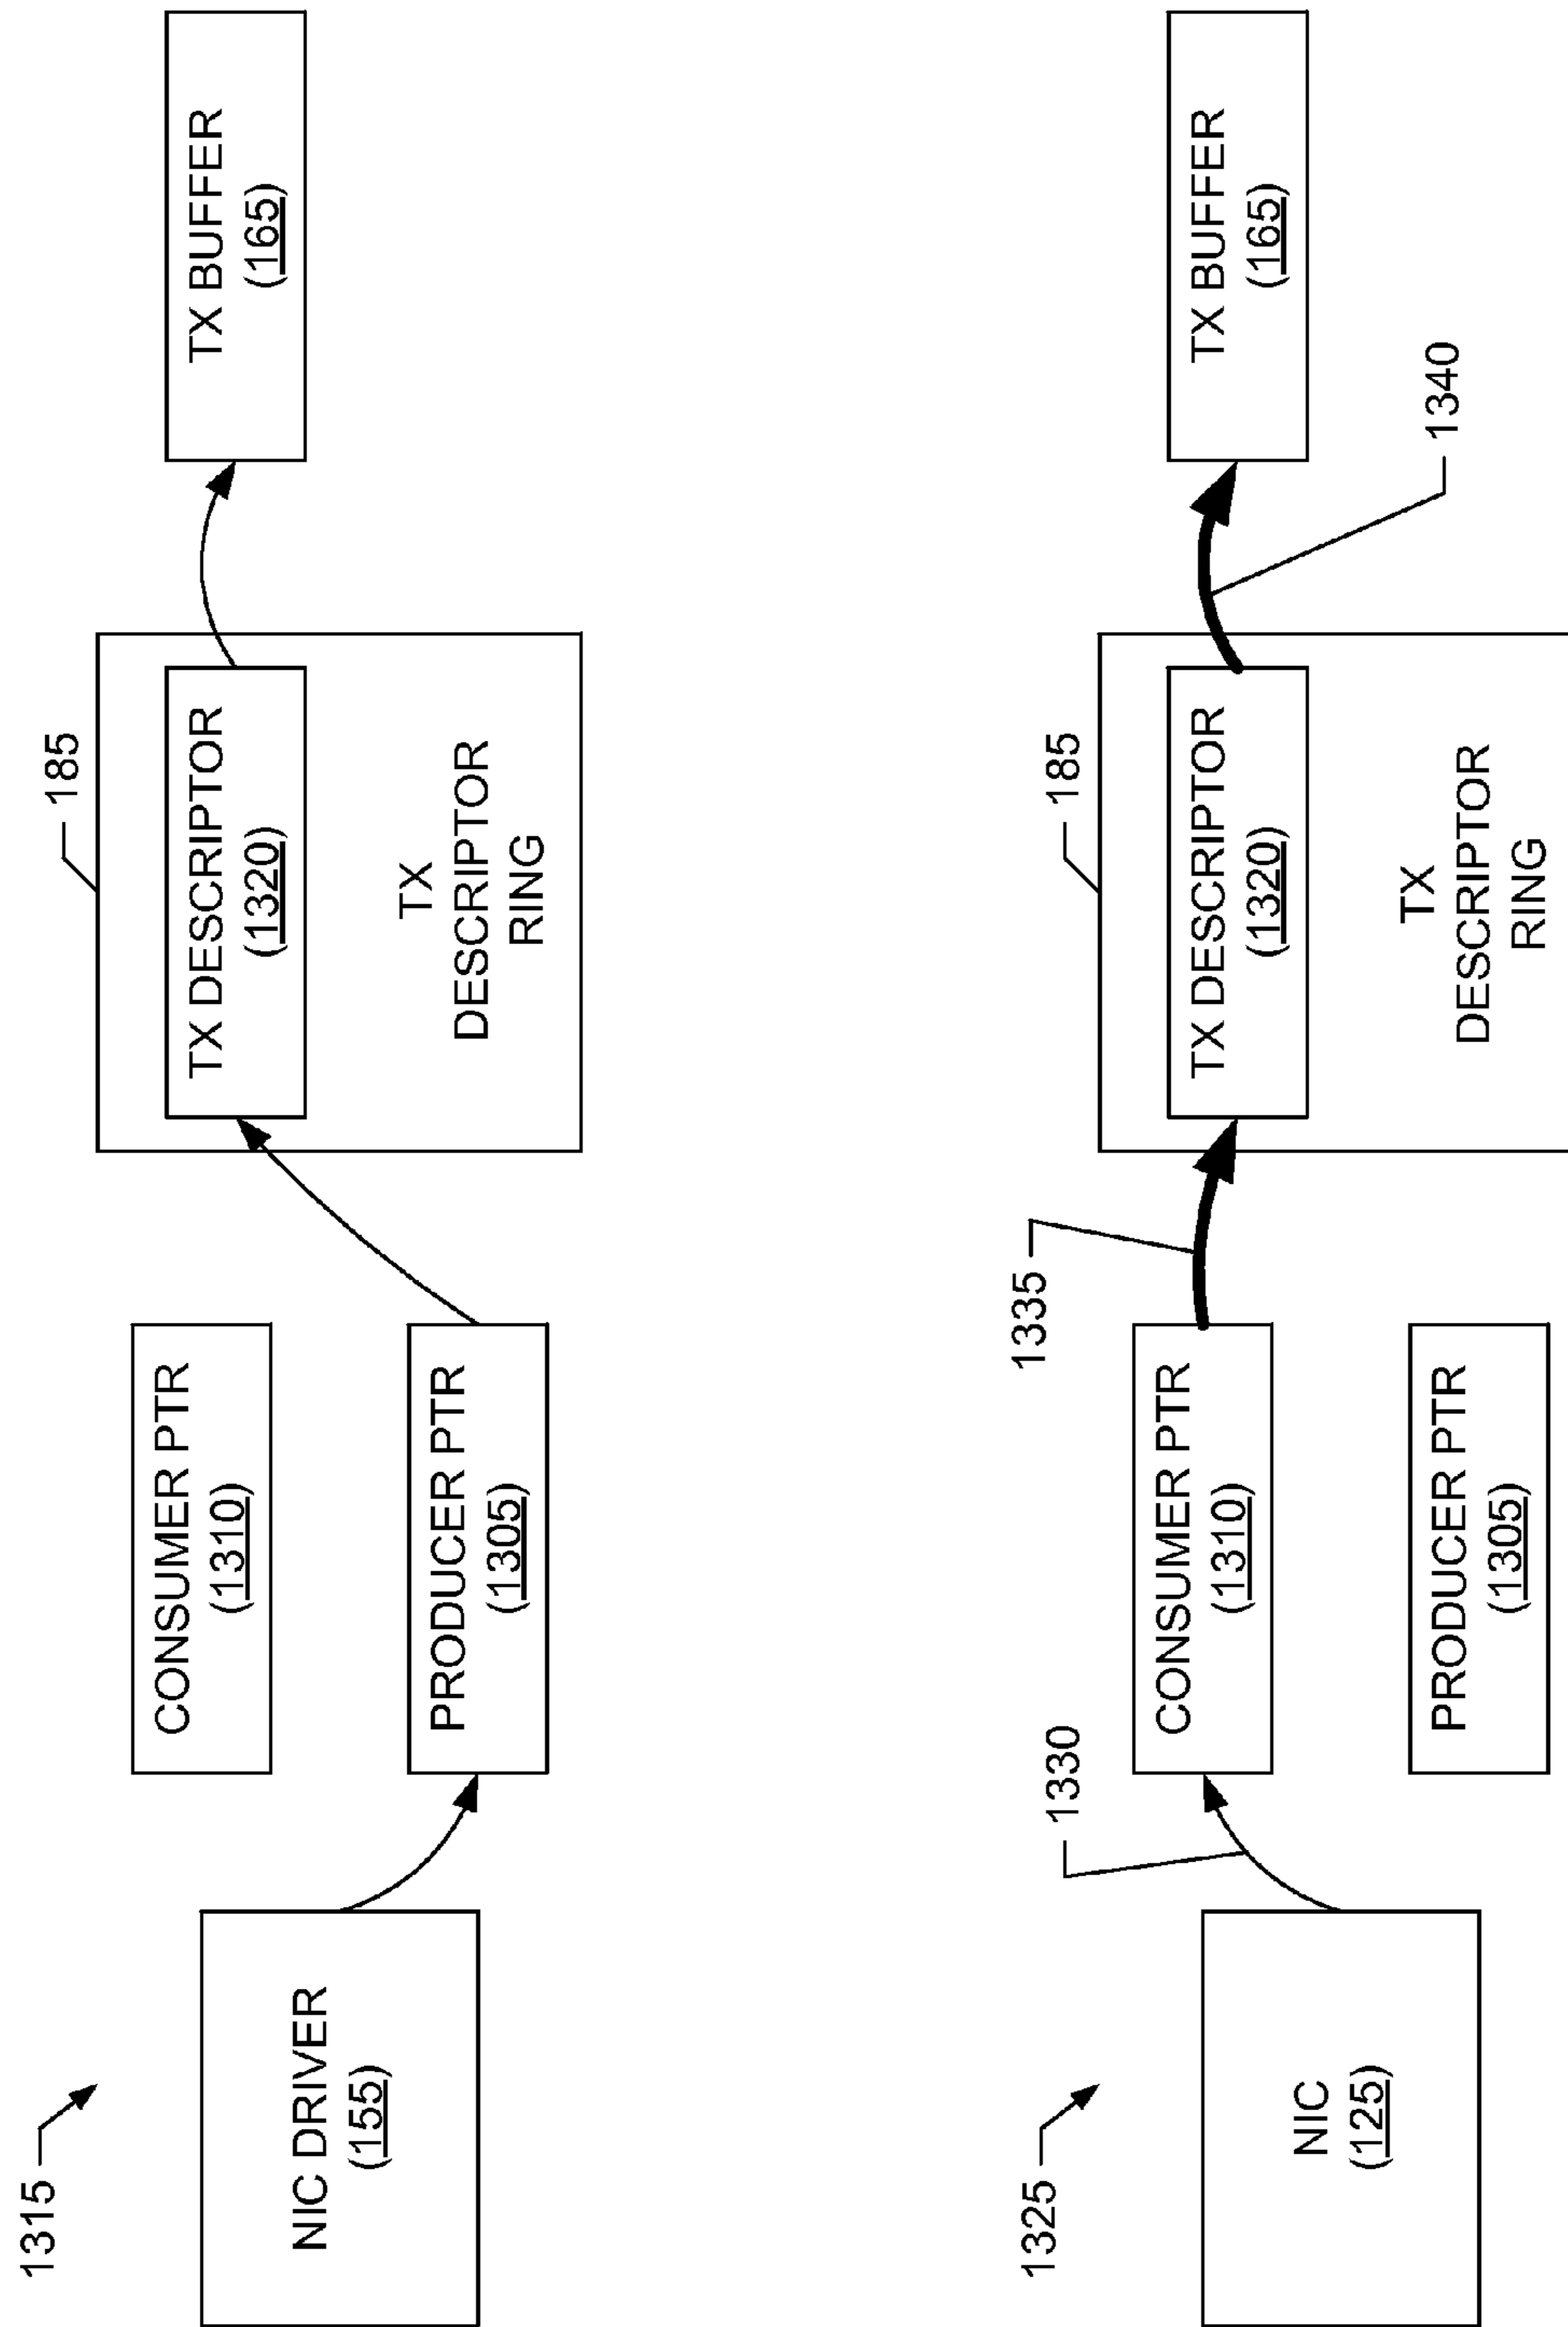 1315
NIC DRIVER
(155)
CONSUMER PTR
(1310)
PRODUCER PTR
(1305)
185
TX DESCRIPTOR
(1320)
TX
DESCRIPTOR
RING
TX BUFFER
(165)
1325
NIC
(125)
1330
CONSUMER PTR
(1310)
PRODUCER PTR
(1305)
1335
185
TX DESCRIPTOR
(1320)
TX
DESCRIPTOR
RING
1340
TX BUFFER
(165)